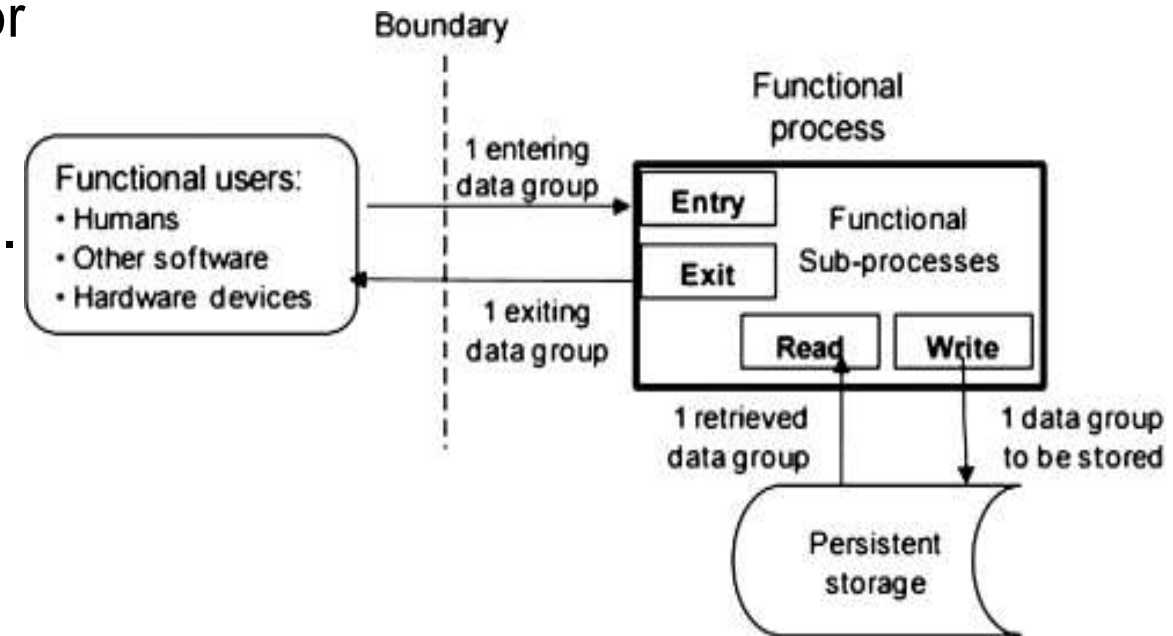 or
.
Boundary
Functional
process
1 entering
data group
Functional users:
• Humans
• Other software
• Hardware devices
Entry
Exit
Functional
Sub-processes
1 exiting
data group
Read
Write
1 retrieved
data group
1 data group
to be stored
Persistent
storage